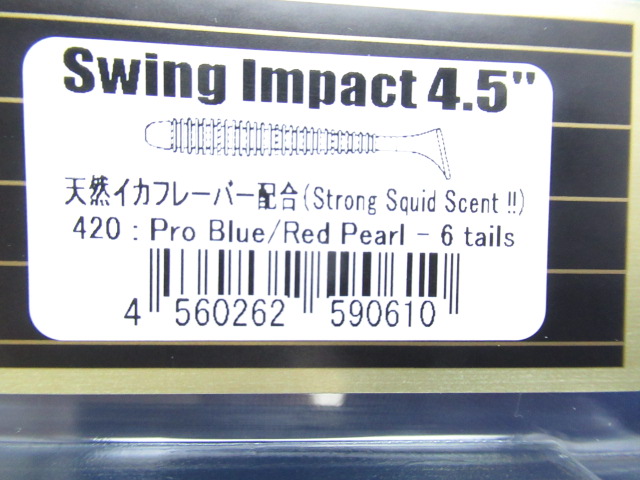 Swing Impact 4.5"
天然イカフレーバー配合(Strong Squid Scent !!)
420 : Pro Blue/Red Pearl - 6 tails
4 560262 590610